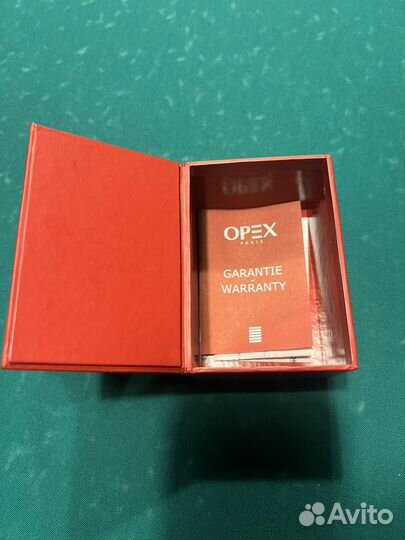 OPEX
PARIS
GARANTIE
-
WARRANTY
Avito